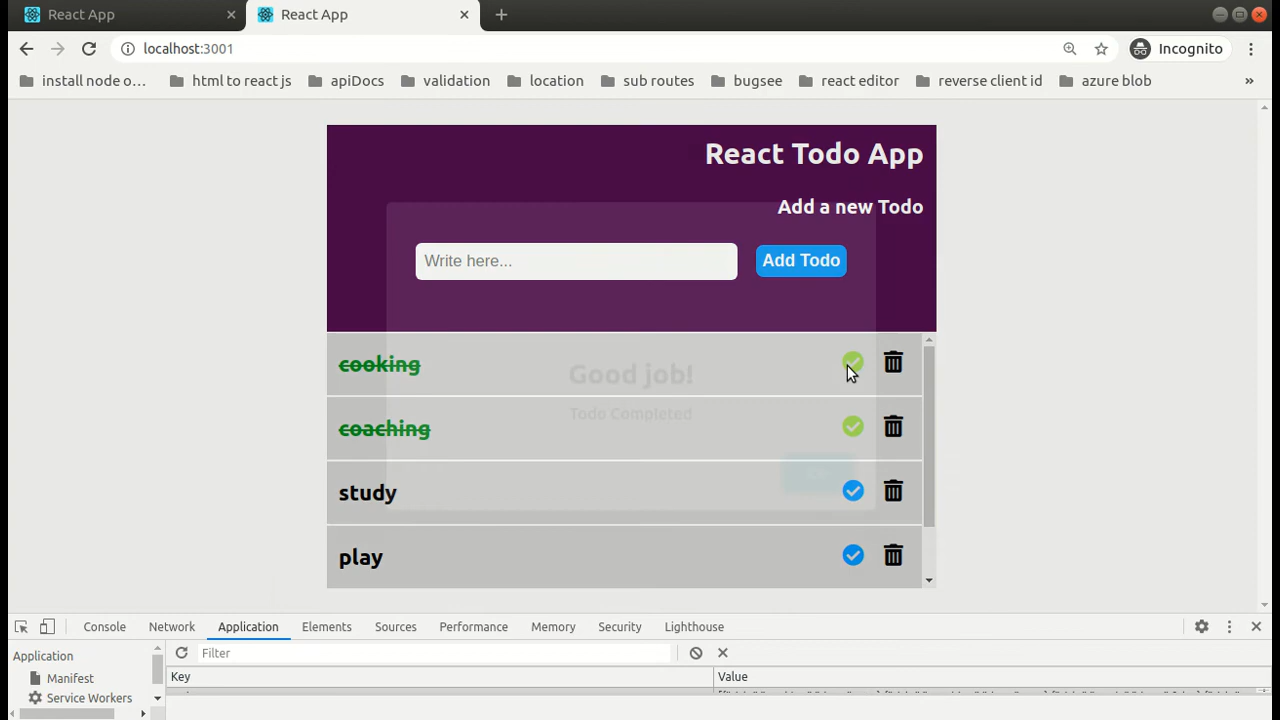 React App
React App
localhost:3001
Incognito
install node o...
html to react js
apiDocs
validation
location
sub routes
bugsee
react editor
reverse client id
azure blob
»
React Todo App
Add a new Todo
Write here...
Add Todo
cooking
Good job!
Todo Completed
coaching
study
play
Console
Network
Application
Elements
Sources
Performance
Memory
Security
Lighthouse
Application
Manifest
Service Workers
Filter
Key
Value